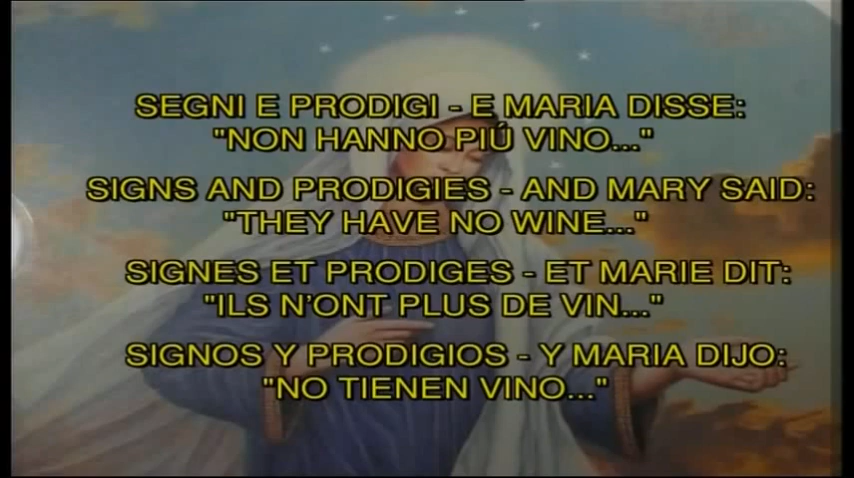 SEGNI E PRODIGI - E MARIA DISSE:
"NON HANNO PIÚ VINO..."
SIGNS AND PRODIGIES - AND MARY SAID:
"THEY HAVE NO WINE..."
SIGNES ET PRODIGES - ET MARIE DIT:
"ILS N'ONT PLUS DE VIN..."
SIGNOS Y PRODIGIOS - Y MARIA DIJO:
"NO TIENEN VINO..."